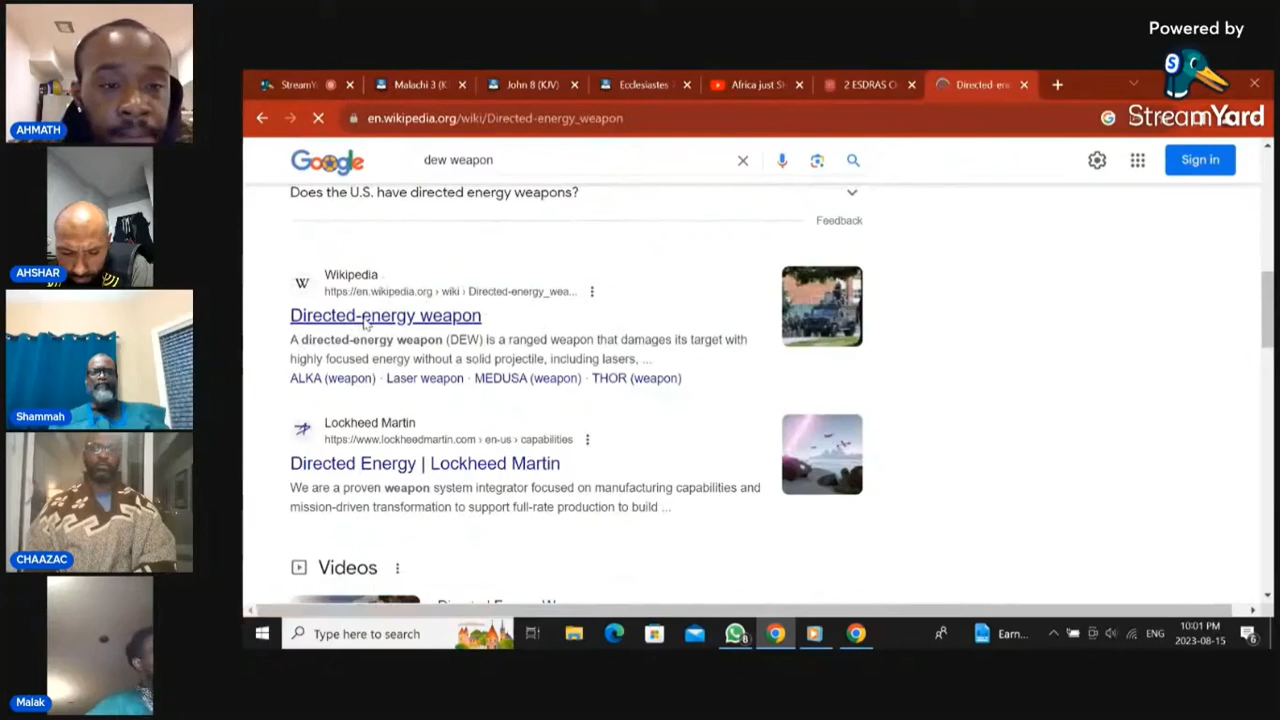 Powered by
StreamYard
AHMATH
AHSHAR
Shammah
CHAAZAC
Malak
StreamY
Malachi 3 (K
John 8 (KJV)
Ecclesiastes
Africa just S
2 ESDRAS C
Directed-en
en.wikipedia.org/wiki/Directed-energy_weapon
Google
dew weapon
Sign in
Does the U.S. have directed energy weapons?
Feedback
Wikipedia
https://en.wikipedia.org › wiki › Directed-energy_wea...
Directed-energy weapon
A directed-energy weapon (DEW) is a ranged weapon that damages its target with
highly focused energy without a solid projectile, including lasers, ...
ALKA (weapon) · Laser weapon · MEDUSA (weapon) · THOR (weapon)
Lockheed Martin
https://www.lockheedmartin.com › en-us › capabilities
Directed Energy | Lockheed Martin
We are a proven weapon system integrator focused on manufacturing capabilities and
mission-driven transformation to support full-rate production to build ...
Videos
Type here to search
8
Earn...
ENG
10:01 PM
2023-08-15
6